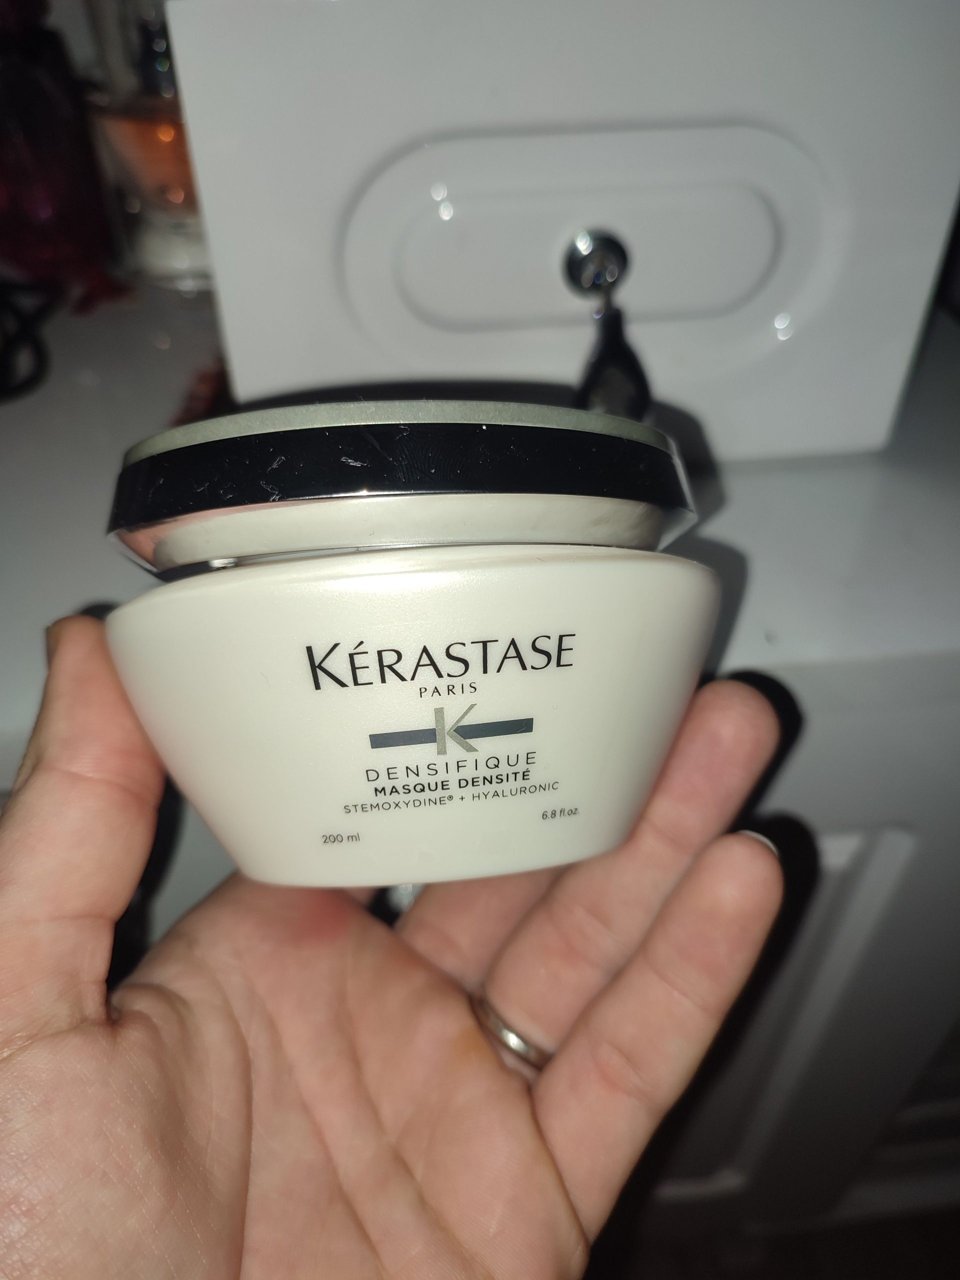 KÉRASTASE
PARIS
K
DENSIFIQUE
MASQUE DENSITÉ
STEMOXYDINE® + HYALURONIC
200 ml
6.8 fl.oz.